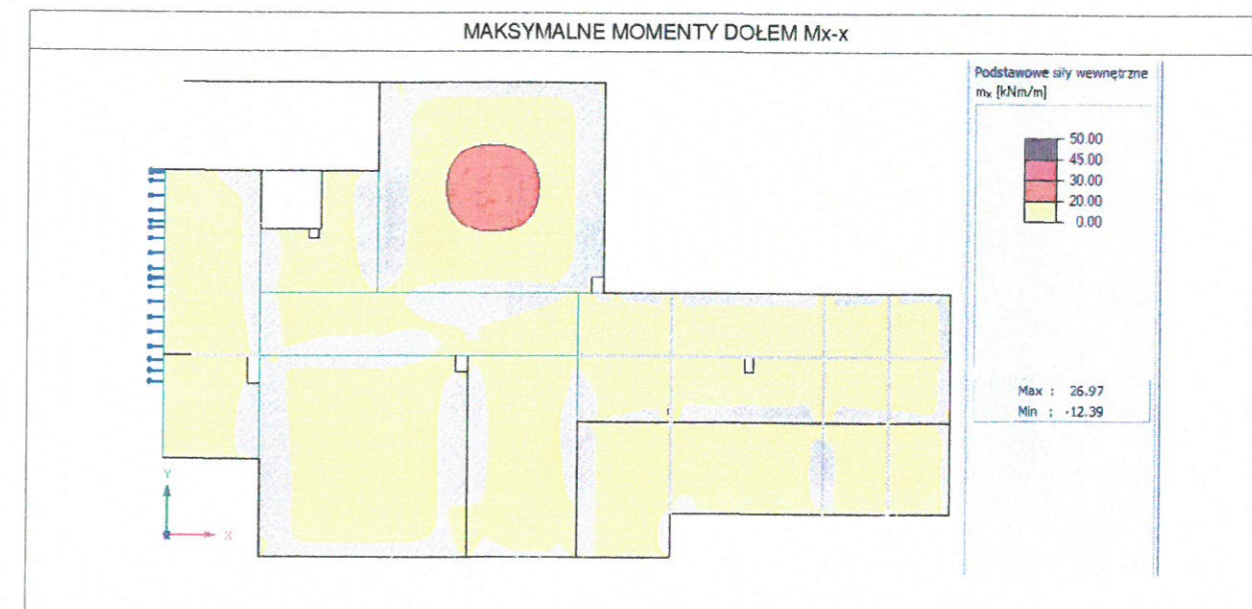 MAKSYMALNE MOMENTY DOŁEM Mx-x
Podstawowe siły wewnętrzne
mx [kNm/m]
50.00
45.00
30.00
20.00
0.00
Max : 26.97
Min : -12.39
Y
X